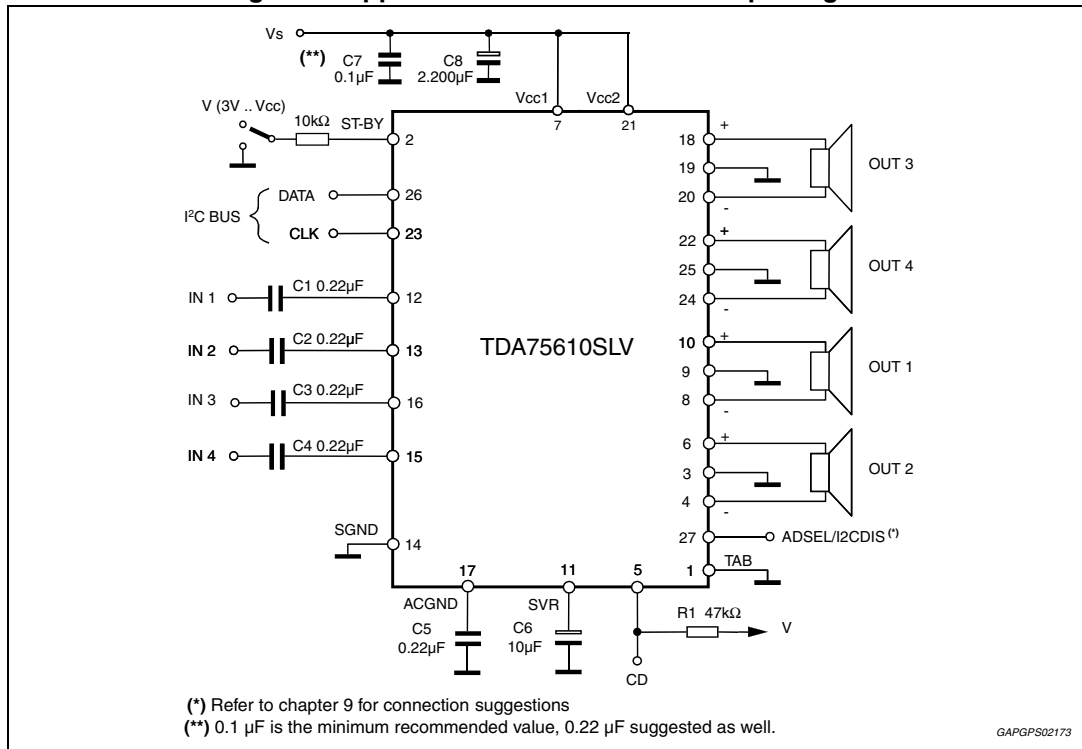 Vs
(**)
C7
0.1µF
C8
2.200µF
Vcc1
Vcc2
7
21
V (3V .. Vcc)
10kΩ
ST-BY
2
I²C BUS
DATA
26
CLK
23
IN 1
C1 0.22µF
12
IN 2
C2 0.22µF
13
IN 3
C3 0.22µF
16
IN 4
C4 0.22µF
15
SGND
14
TDA75610SLV
18
+
19
20
-
OUT 3
22
+
25
24
-
OUT 4
10
+
9
8
-
OUT 1
6
+
3
4
-
OUT 2
27
ADSEL/I2CDIS (*)
1
TAB
17
11
5
ACGND
SVR
C5
0.22µF
C6
10µF
R1 47kΩ
V
CD
(*) Refer to chapter 9 for connection suggestions
(**) 0.1 µF is the minimum recommended value, 0.22 µF suggested as well.
GAPGPS02173